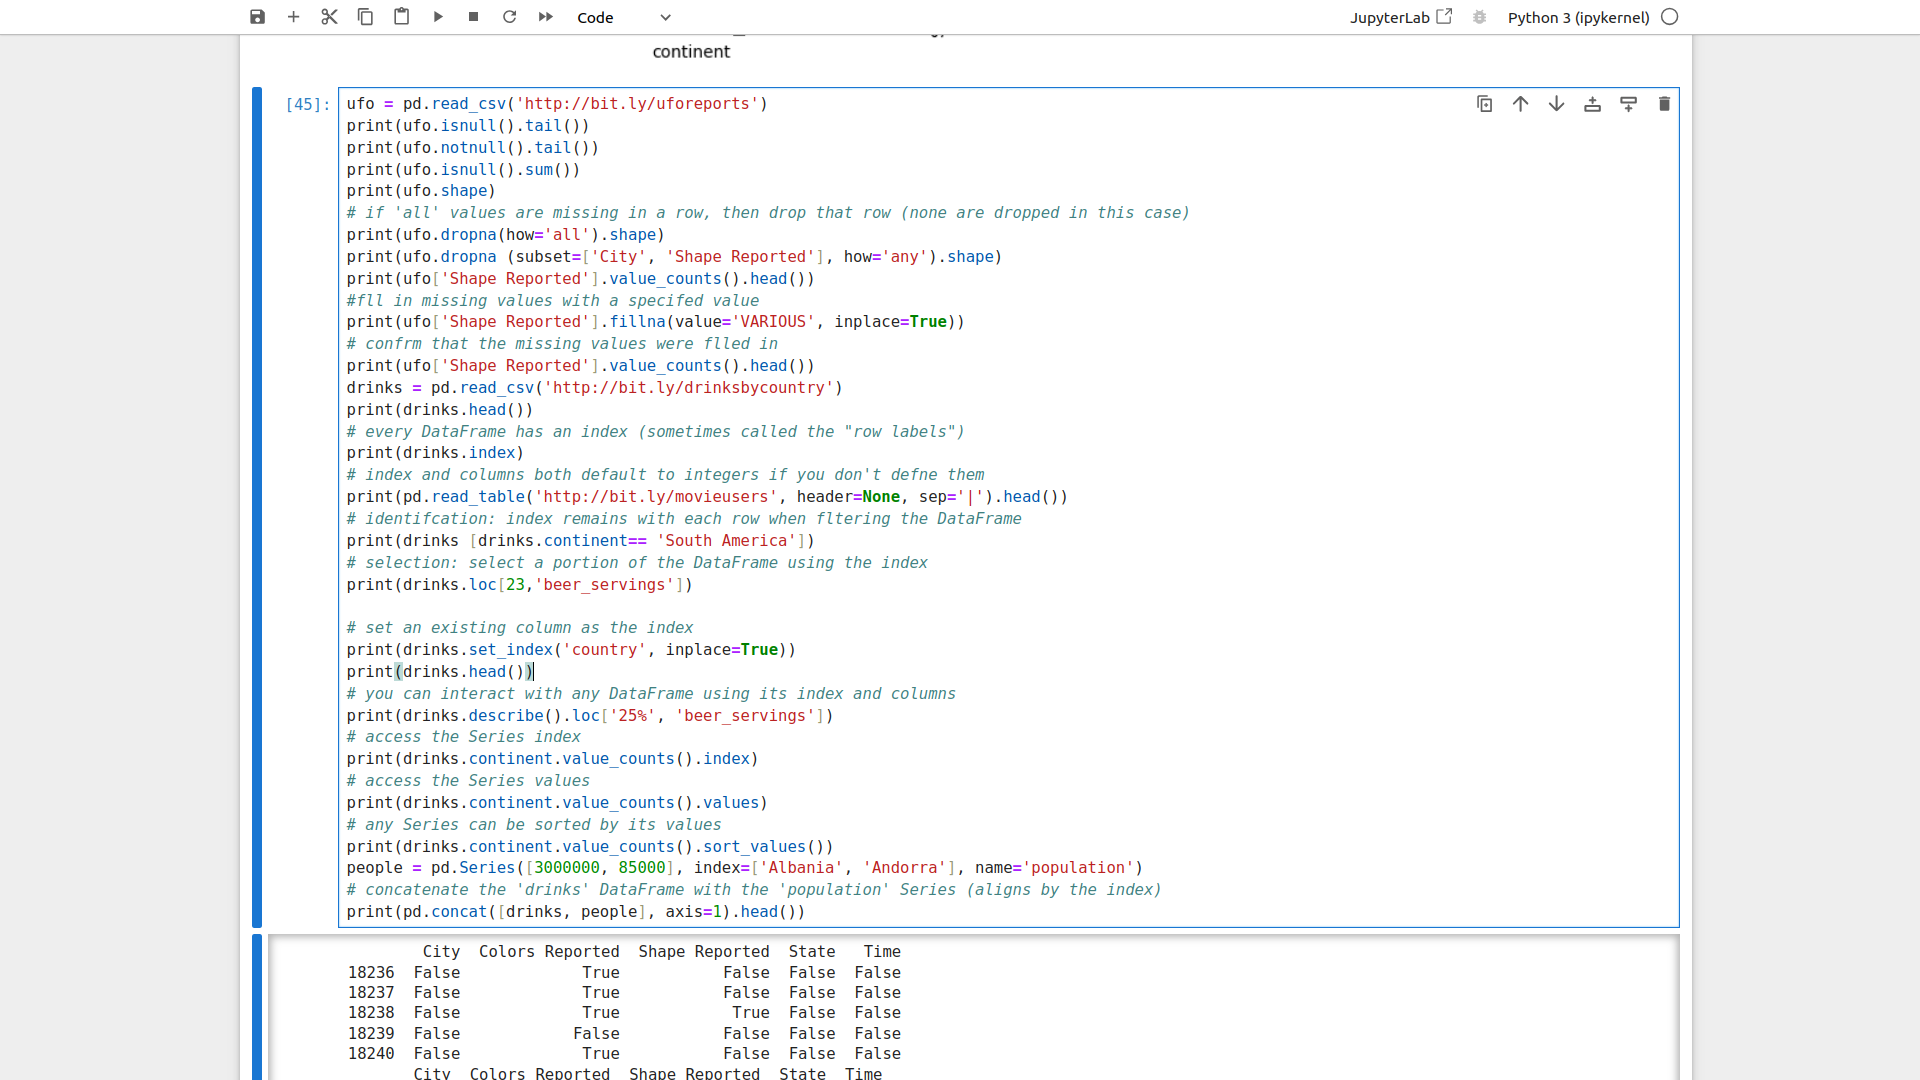 Code
JupyterLab
Python 3 (ipykernel)
continent
[45]:
ufo = pd.read_csv('http://bit.ly/uforeports')
print(ufo.isnull().tail())
print(ufo.notnull().tail())
print(ufo.isnull().sum())
print(ufo.shape)
# if 'all' values are missing in a row, then drop that row (none are dropped in this case)
print(ufo.dropna(how='all').shape)
print(ufo.dropna (subset=['City', 'Shape Reported'], how='any').shape)
print(ufo['Shape Reported'].value_counts().head())
#fll in missing values with a specifed value
print(ufo['Shape Reported'].fillna(value='VARIOUS', inplace=True))
# confrm that the missing values were flled in
print(ufo['Shape Reported'].value_counts().head())
drinks = pd.read_csv('http://bit.ly/drinksbycountry')
print(drinks.head())
# every DataFrame has an index (sometimes called the "row labels")
print(drinks.index)
# index and columns both default to integers if you don't defne them
print(pd.read_table('http://bit.ly/movieusers', header=None, sep='|').head())
# identifcation: index remains with each row when fltering the DataFrame
print(drinks [drinks.continent== 'South America'])
# selection: select a portion of the DataFrame using the index
print(drinks.loc[23,'beer_servings'])
# set an existing column as the index
print(drinks.set_index('country', inplace=True))
print(drinks.head())
# you can interact with any DataFrame using its index and columns
print(drinks.describe().loc['25%', 'beer_servings'])
# access the Series index
print(drinks.continent.value_counts().index)
# access the Series values
print(drinks.continent.value_counts().values)
# any Series can be sorted by its values
print(drinks.continent.value_counts().sort_values())
people = pd.Series([3000000, 85000], index=['Albania', 'Andorra'], name='population')
# concatenate the 'drinks' DataFrame with the 'population' Series (aligns by the index)
print(pd.concat([drinks, people], axis=1).head())
City  Colors Reported  Shape Reported  State   Time
18236  False             True           False  False  False
18237  False             True           False  False  False
18238  False             True            True  False  False
18239  False            False           False  False  False
18240  False             True           False  False  False
City  Colors Reported  Shape Reported  State  Time